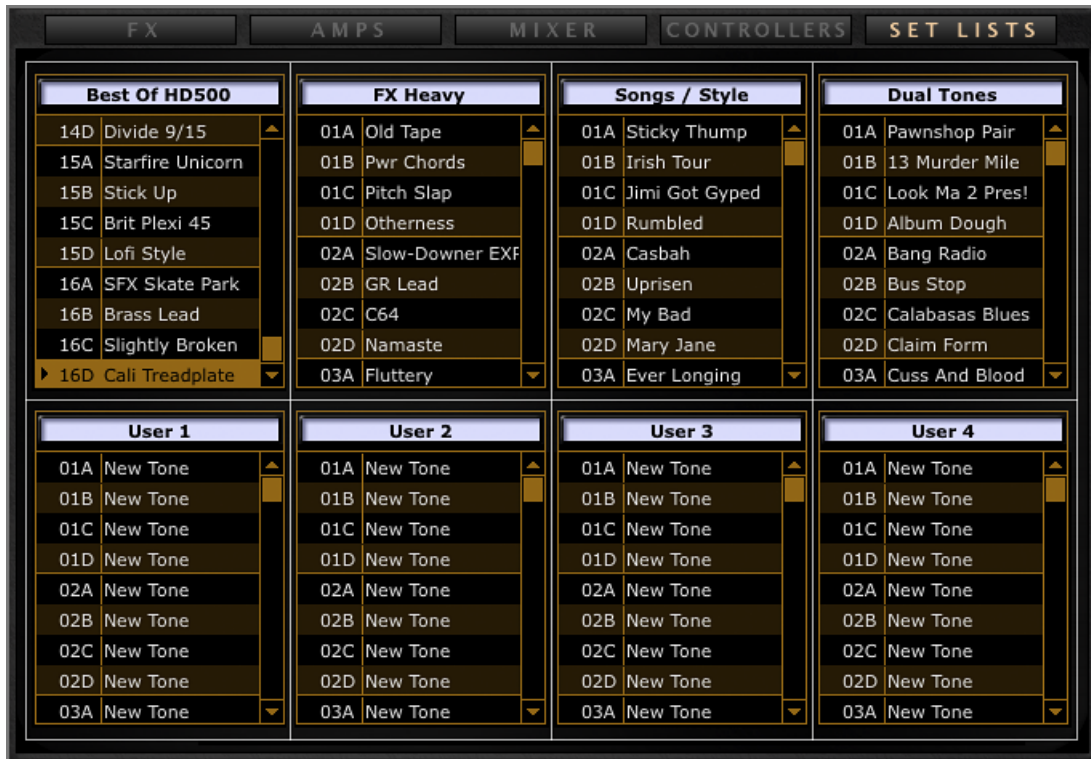 FX AMPS MIXER CONTROLLERS SET LISTS
Best Of HD500
14D Divide 9/15
15A Starfire Unicorn
15B Stick Up
15C Brit Plexi 45
15D Lofi Style
16A SFX Skate Park
16B Brass Lead
16C Slightly Broken
16D Cali Treadplate
FX Heavy
01A Old Tape
01B Pwr Chords
01C Pitch Slap
01D Otherness
02A Slow-Downer EXP
02B GR Lead
02C C64
02D Namaste
03A Fluttery
Songs / Style
01A Sticky Thump
01B Irish Tour
01C Jimi Got Gyped
01D Rumbled
02A Casbah
02B Uprisen
02C My Bad
02D Mary Jane
03A Ever Longing
Dual Tones
01A Pawnshop Pair
01B 13 Murder Mile
01C Look Ma 2 Pres!
01D Album Dough
02A Bang Radio
02B Bus Stop
02C Calabasas Blues
02D Claim Form
03A Cuss And Blood
User 1
01A New Tone
01B New Tone
01C New Tone
01D New Tone
02A New Tone
02B New Tone
02C New Tone
02D New Tone
03A New Tone
User 2
01A New Tone
01B New Tone
01C New Tone
01D New Tone
02A New Tone
02B New Tone
02C New Tone
02D New Tone
03A New Tone
User 3
01A New Tone
01B New Tone
01C New Tone
01D New Tone
02A New Tone
02B New Tone
02C New Tone
02D New Tone
03A New Tone
User 4
01A New Tone
01B New Tone
01C New Tone
01D New Tone
02A New Tone
02B New Tone
02C New Tone
02D New Tone
03A New Tone